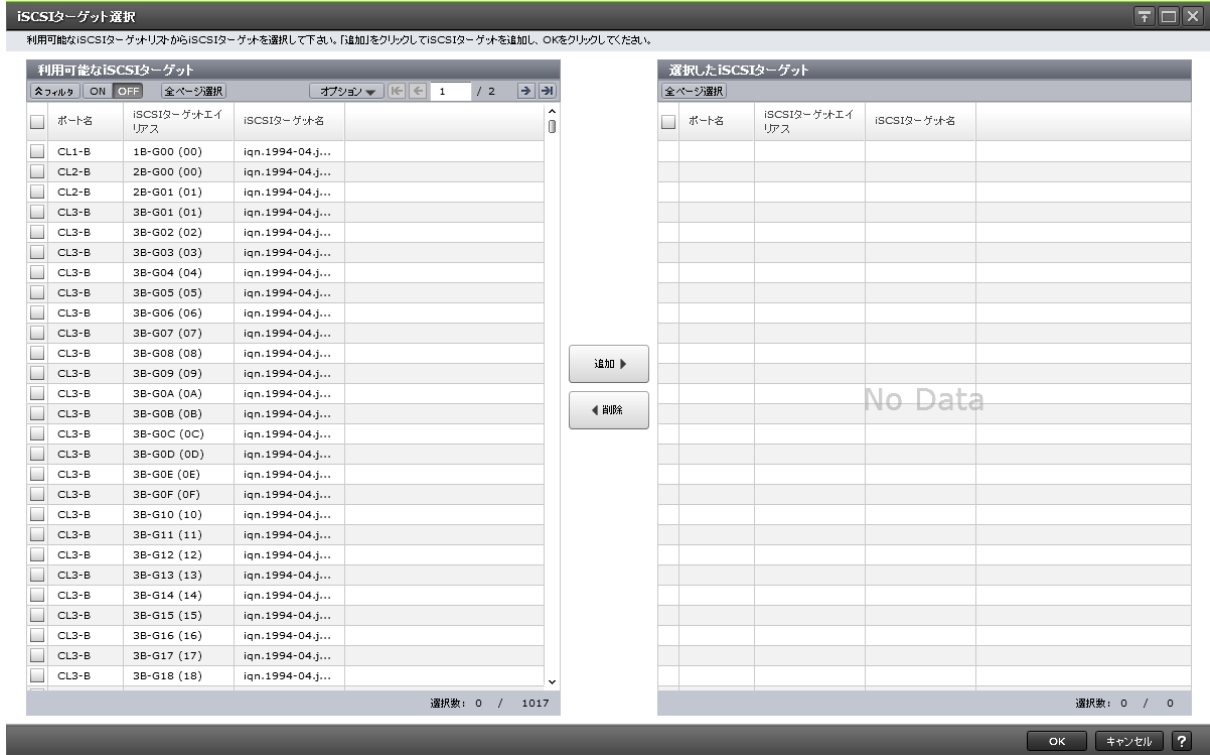 iSCSIターゲット選択
利用可能なiSCSIターゲットリストからiSCSIターゲットを選択して下さい。「追加」をクリックしてiSCSIターゲットを追加し、OKをクリックしてください。
利用可能なiSCSIターゲット
フィルタ ON OFF 全ページ選択 オプション 1 / 2
ポート名 iSCSIターゲットエイリアス iSCSIターゲット名
CL1-B 1B-G00 (00) iqn.1994-04.j...
CL2-B 2B-G00 (00) iqn.1994-04.j...
CL2-B 2B-G01 (01) iqn.1994-04.j...
CL3-B 3B-G01 (01) iqn.1994-04.j...
CL3-B 3B-G02 (02) iqn.1994-04.j...
CL3-B 3B-G03 (03) iqn.1994-04.j...
CL3-B 3B-G04 (04) iqn.1994-04.j...
CL3-B 3B-G05 (05) iqn.1994-04.j...
CL3-B 3B-G06 (06) iqn.1994-04.j...
CL3-B 3B-G07 (07) iqn.1994-04.j...
CL3-B 3B-G08 (08) iqn.1994-04.j...
CL3-B 3B-G09 (09) iqn.1994-04.j...
CL3-B 3B-G0A (0A) iqn.1994-04.j...
CL3-B 3B-G0B (0B) iqn.1994-04.j...
CL3-B 3B-G0C (0C) iqn.1994-04.j...
CL3-B 3B-G0D (0D) iqn.1994-04.j...
CL3-B 3B-G0E (0E) iqn.1994-04.j...
CL3-B 3B-G0F (0F) iqn.1994-04.j...
CL3-B 3B-G10 (10) iqn.1994-04.j...
CL3-B 3B-G11 (11) iqn.1994-04.j...
CL3-B 3B-G12 (12) iqn.1994-04.j...
CL3-B 3B-G13 (13) iqn.1994-04.j...
CL3-B 3B-G14 (14) iqn.1994-04.j...
CL3-B 3B-G15 (15) iqn.1994-04.j...
CL3-B 3B-G16 (16) iqn.1994-04.j...
CL3-B 3B-G17 (17) iqn.1994-04.j...
CL3-B 3B-G18 (18) iqn.1994-04.j...
選択数: 0 / 1017
追加
削除
選択したiSCSIターゲット
全ページ選択
ポート名 iSCSIターゲットエイリアス iSCSIターゲット名
No Data
選択数: 0 / 0
OK キャンセル ?